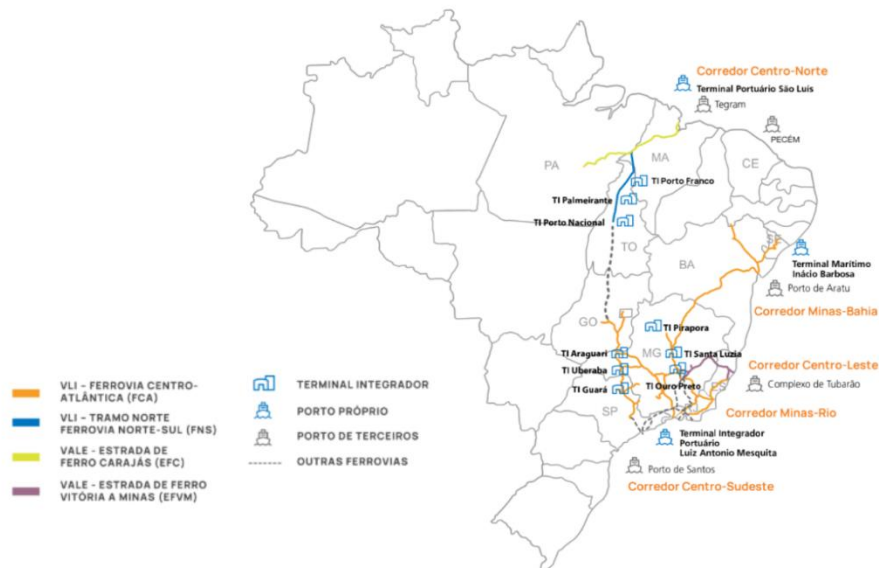 Corredor Centro-Norte
Terminal Portuário São Luís
Tegram
PECÉM
PA
MA
CE
TI Porto Franco
TI Palmeirante
TI Porto Nacional
TO
BA
SE
Terminal Marítimo
Inácio Barbosa
Porto de Aratu
Corredor Minas-Bahia
GO
TI Pirapora
TI Araguari
MG
TI Santa Luzia
Corredor Centro-Leste
TI Uberaba
TI Ouro Preto
Complexo de Tubarão
TI Guará
ES
SP
Corredor Minas-Rio
Terminal Integrador
Portuário
Luiz Antonio Mesquita
Porto de Santos
Corredor Centro-Sudeste
VLI - FERROVIA CENTRO-
ATLÂNTICA (FCA)
VLI - TRAMO NORTE
FERROVIA NORTE-SUL (FNS)
VALE - ESTRADA DE
FERRO CARAJÁS (EFC)
VALE - ESTRADA DE FERRO
VITÓRIA A MINAS (EFVM)
TERMINAL INTEGRADOR
PORTO PRÓPRIO
PORTO DE TERCEIROS
OUTRAS FERROVIAS